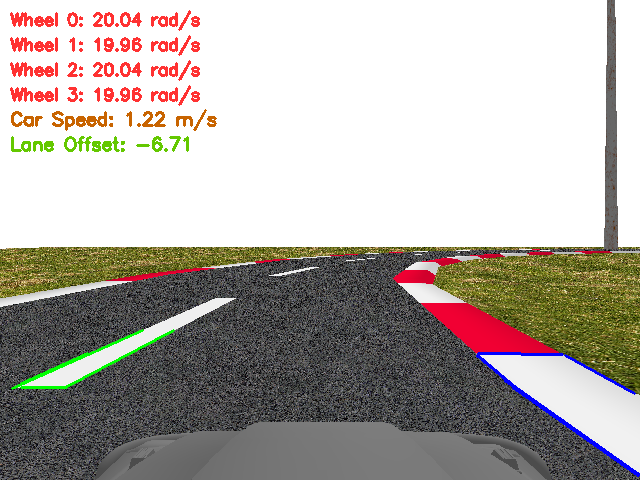 Wheel 0: 20.04 rad/s
Wheel 1: 19.96 rad/s
Wheel 2: 20.04 rad/s
Wheel 3: 19.96 rad/s
Car Speed: 1.22 m/s
Lane Offset: -6.71